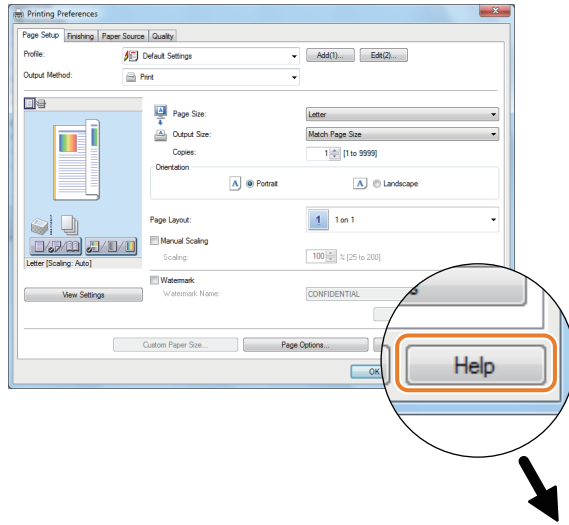 Printing Preferences
Page Setup Finishing Paper Source Quality
Profile: Default Settings Add(1)... Edit(2)...
Output Method: Print
Page Size: Letter
Output Size: Match Page Size
Copies: 1 [1 to 9999]
Orientation
A Portrait A Landscape
Page Layout: 1 1 on 1
Manual Scaling
Scaling: 100 % [25 to 200]
Letter [Scaling: Auto]
Watermark
View Settings Watermark Name: CONFIDENTIAL
Custom Paper Size... Page Options...
OK Help